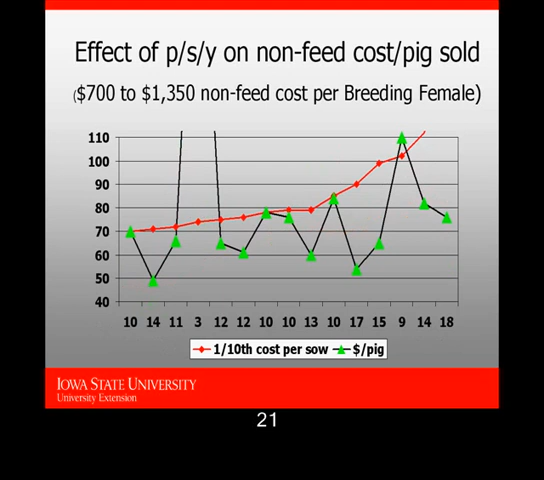 Effect of p/s/y on non-feed cost/pig sold
($700 to $1,350 non-feed cost per Breeding Female)
110
100
90
80
70
60
50
40
10 14 11 3 12 12 10 10 13 10 17 15 9 14 18
1/10th cost per sow $/pig
IOWA STATE UNIVERSITY
University Extension
21